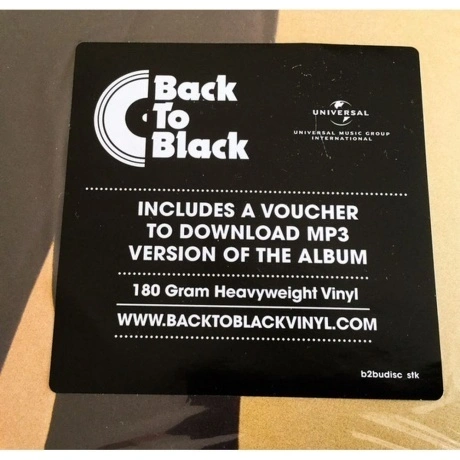 Back
To
Black
UNIVERSAL
UNIVERSAL MUSIC GROUP
INTERNATIONAL
INCLUDES A VOUCHER
TO DOWNLOAD MP3
VERSION OF THE ALBUM
180 Gram Heavyweight Vinyl
WWW.BACKTOBLACKVINYL.COM
b2budisc stk